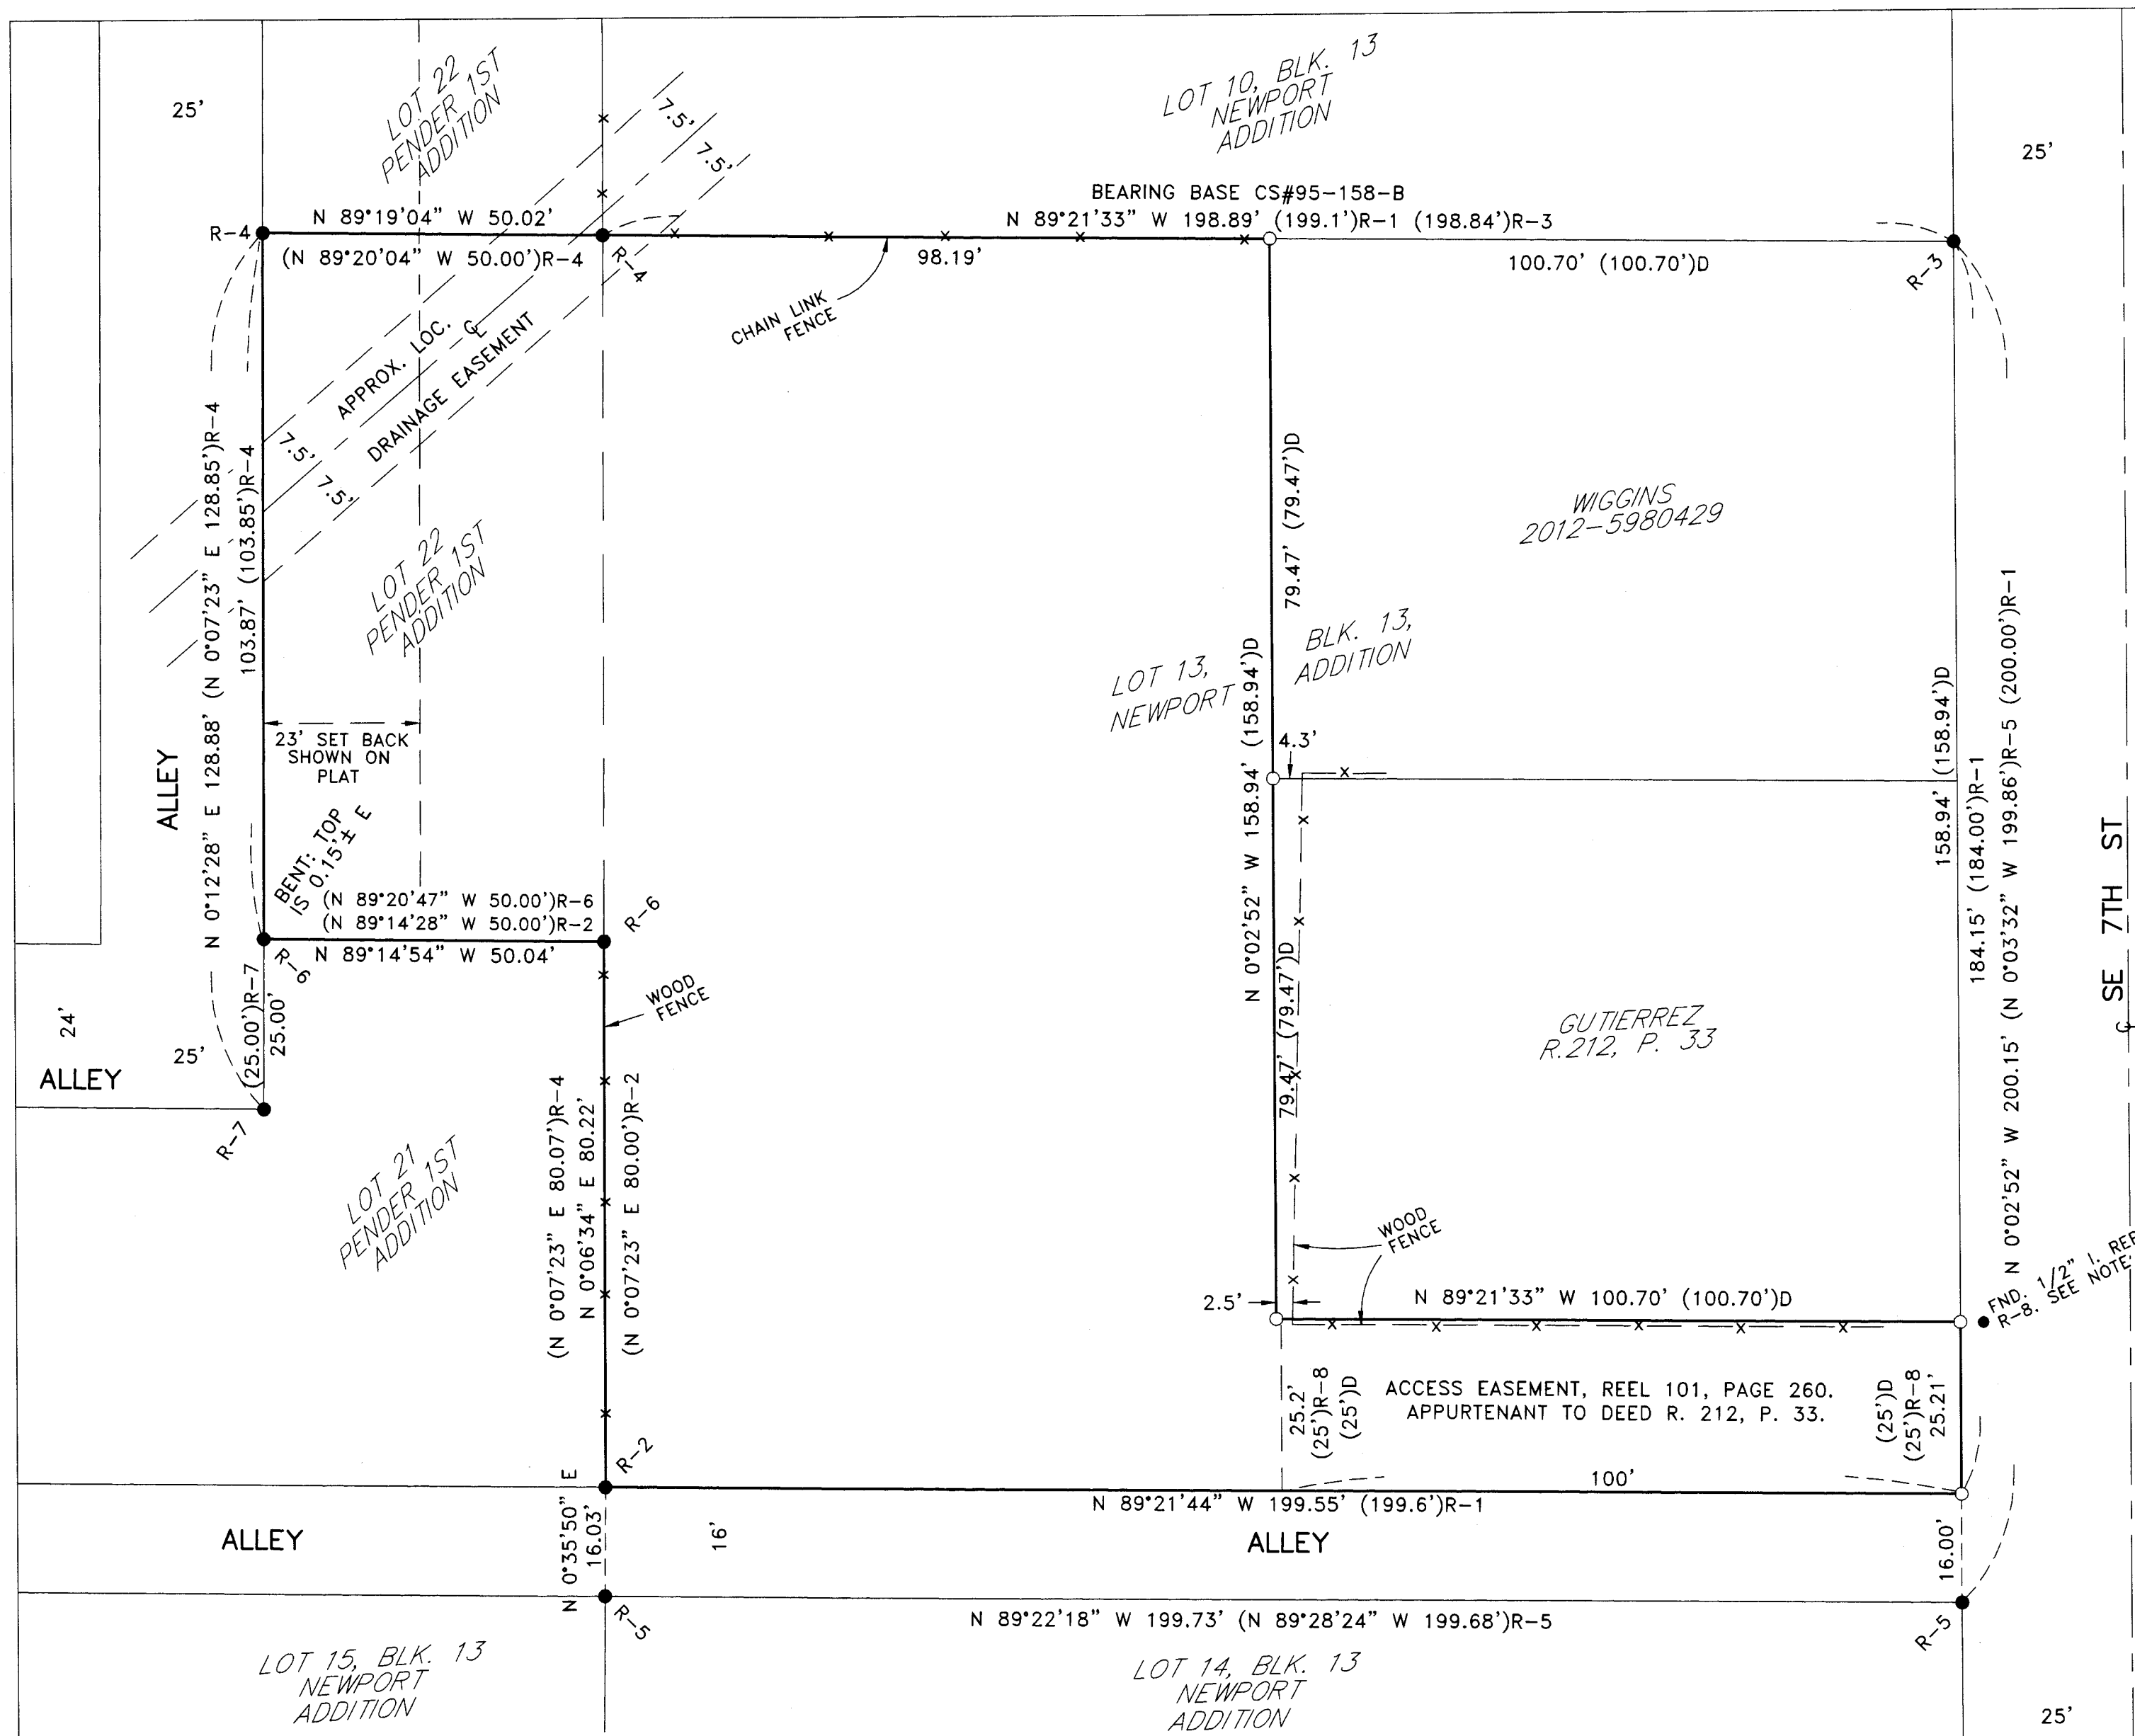 25'
LOT 22
PENDER 1ST
ADDITION
7.5'
7.5'
LOT 10, BLK. 13
NEWPORT
ADDITION
25'
BEARING BASE CS#95-158-B
N 89°19'04" W 50.02'
N 89°21'33" W 198.89' (199.1')R-1 (198.84')R-3
R-4
(N 89°20'04" W 50.00')R-4
R-4
98.19'
100.70' (100.70')D
R-3
CHAIN LINK
FENCE
APPROX. LOC. ℄
DRAINAGE EASEMENT
7.5'
7.5'
N 0°12'28" E 128.88' (N 0°07'23" E 128.85')R-4
103.87' (103.85')R-4
LOT 22
PENDER 1ST
ADDITION
79.47' (79.47')D
WIGGINS
2012-5980429
LOT 13,
NEWPORT
BLK. 13,
ADDITION
N 0°02'52" W 158.94' (158.94')D
158.94' (158.94')D
184.15' (184.00')R-1
N 0°02'52" W 200.15' (N 0°03'32" W 199.86')R-5 (200.00')R-1
ALLEY
23' SET BACK
SHOWN ON
PLAT
4.3'
SE 7TH ST
℄
BENT: TOP
IS 0.15'± E
(N 89°20'47" W 50.00')R-6
(N 89°14'28" W 50.00')R-2
N 89°14'54" W 50.04'
R-6
R-6
(25.00')R-7
25.00'
WOOD
FENCE
79.47' (79.47')D
24'
25'
ALLEY
R-7
GUTIERREZ
R.212, P. 33
LOT 21
PENDER 1ST
ADDITION
(N 0°07'23" E 80.07')R-4
N 0°06'34" E 80.22'
(N 0°07'23" E 80.00')R-2
WOOD
FENCE
2.5'
N 89°21'33" W 100.70' (100.70')D
FND. 1/2" I.
R-8. SEE
25.2'
(25')R-8
(25')D
ACCESS EASEMENT, REEL 101, PAGE 260.
APPURTENANT TO DEED R. 212, P. 33.
(25')D
(25')R-8
25.21'
R-2
100'
N 89°21'44" W 199.55' (199.6')R-1
ALLEY
N 0°35'50" E
16.03'
16'
ALLEY
16.00'
R-5
N 89°22'18" W 199.73' (N 89°28'24" W 199.68')R-5
R-5
LOT 15, BLK. 13
NEWPORT
ADDITION
LOT 14, BLK. 13
NEWPORT
ADDITION
25'